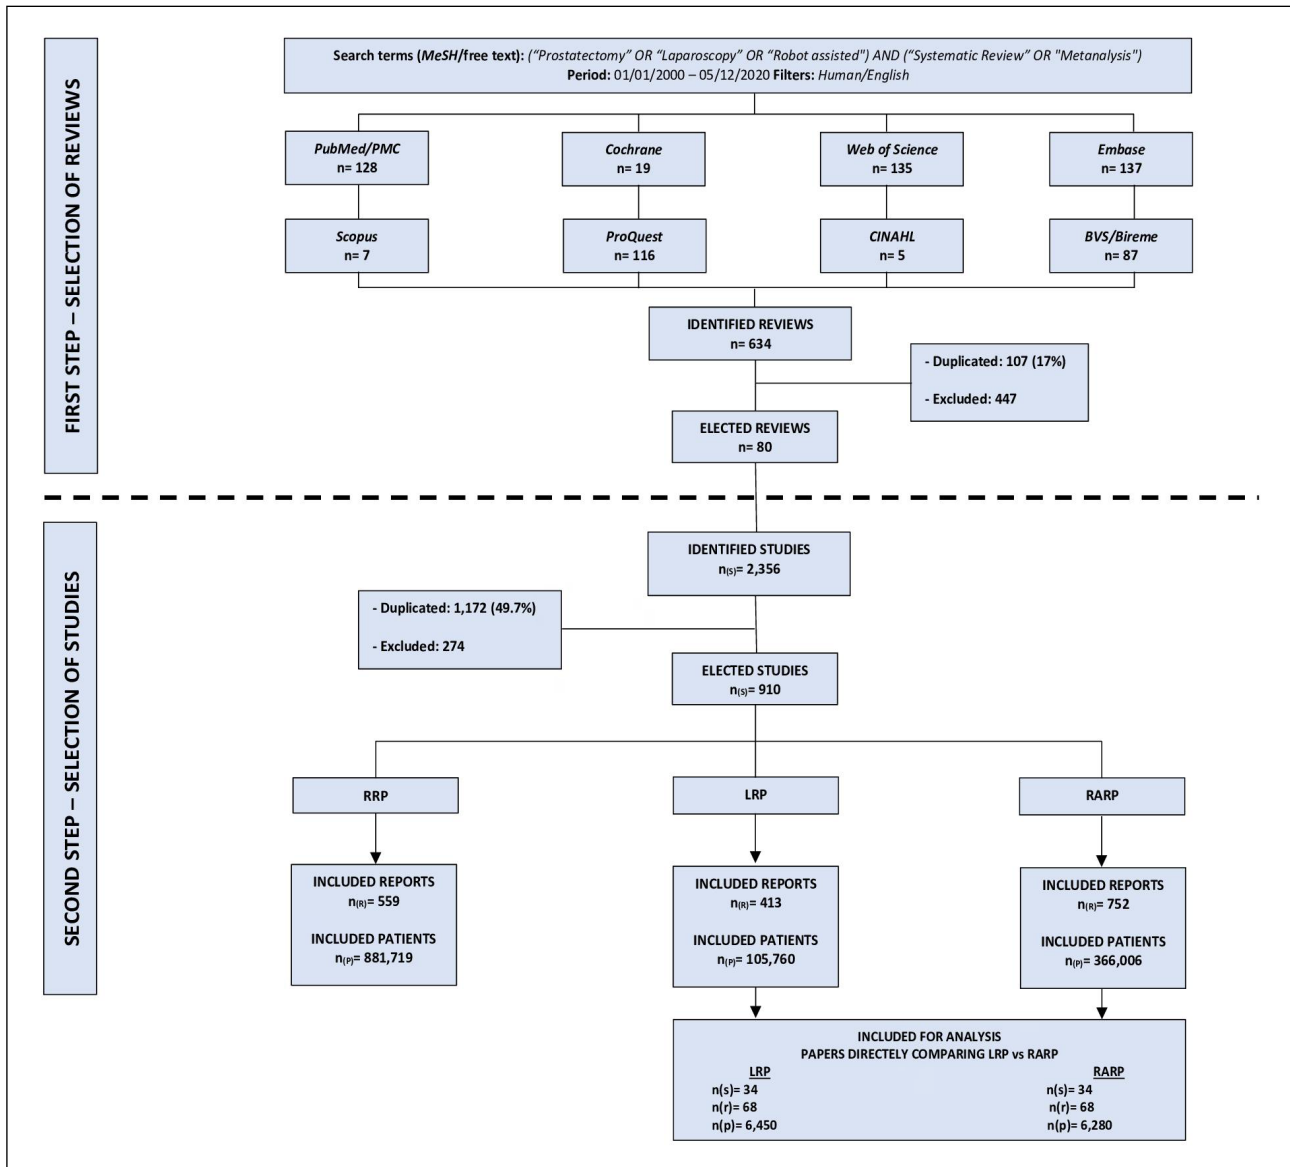 FIRST STEP – SELECTION OF REVIEWS
Search terms (MeSH/free text): (“Prostatectomy” OR “Laparoscopy” OR “Robot assisted") AND (“Systematic Review” OR "Metanalysis")
Period: 01/01/2000 – 05/12/2020 Filters: Human/English
PubMed/PMC
n= 128
Cochrane
n= 19
Web of Science
n= 135
Embase
n= 137
Scopus
n= 7
ProQuest
n= 116
CINAHL
n= 5
BVS/Bireme
n= 87
IDENTIFIED REVIEWS
n= 634
- Duplicated: 107 (17%)
- Excluded: 447
ELECTED REVIEWS
n= 80
SECOND STEP – SELECTION OF STUDIES
IDENTIFIED STUDIES
n(S)= 2,356
- Duplicated: 1,172 (49.7%)
- Excluded: 274
ELECTED STUDIES
n(S)= 910
RRP
LRP
RARP
INCLUDED REPORTS
n(R)= 559
INCLUDED PATIENTS
n(P)= 881,719
INCLUDED REPORTS
n(R)= 413
INCLUDED PATIENTS
n(P)= 105,760
INCLUDED REPORTS
n(R)= 752
INCLUDED PATIENTS
n(P)= 366,006
INCLUDED FOR ANALYSIS
PAPERS DIRECTELY COMPARING LRP vs RARP
LRP
n(s)= 34
n(r)= 68
n(p)= 6,450
RARP
n(s)= 34
n(r)= 68
n(p)= 6,280